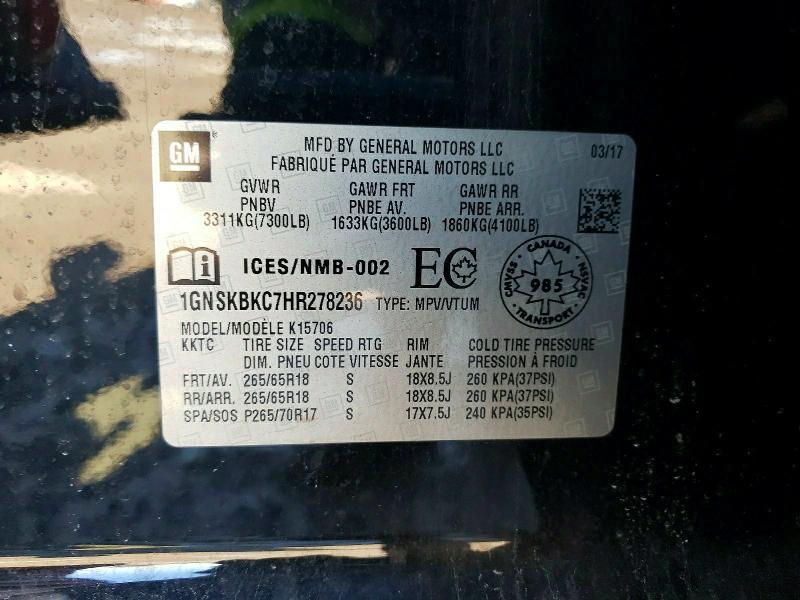 GM
MFD BY GENERAL MOTORS LLC
FABRIQUÉ PAR GENERAL MOTORS LLC
03/17
GVWR GAWR FRT GAWR RR
PNBV PNBE AV. PNBE ARR.
3311KG(7300LB) 1633KG(3600LB) 1860KG(4100LB)
ICES/NMB-002 EC
CANADA
CMVSS 985 NSVAC
TRANSPORT
1GNSKBKC7HR278236 TYPE: MPV/VTUM
MODEL/MODÈLE K15706
KKTC TIRE SIZE SPEED RTG RIM COLD TIRE PRESSURE
DIM. PNEU COTE VITESSE JANTE PRESSION À FROID
FRT/AV. 265/65R18 S 18X8.5J 260 KPA(37PSI)
RR/ARR. 265/65R18 S 18X8.5J 260 KPA(37PSI)
SPA/SOS P265/70R17 S 17X7.5J 240 KPA(35PSI)